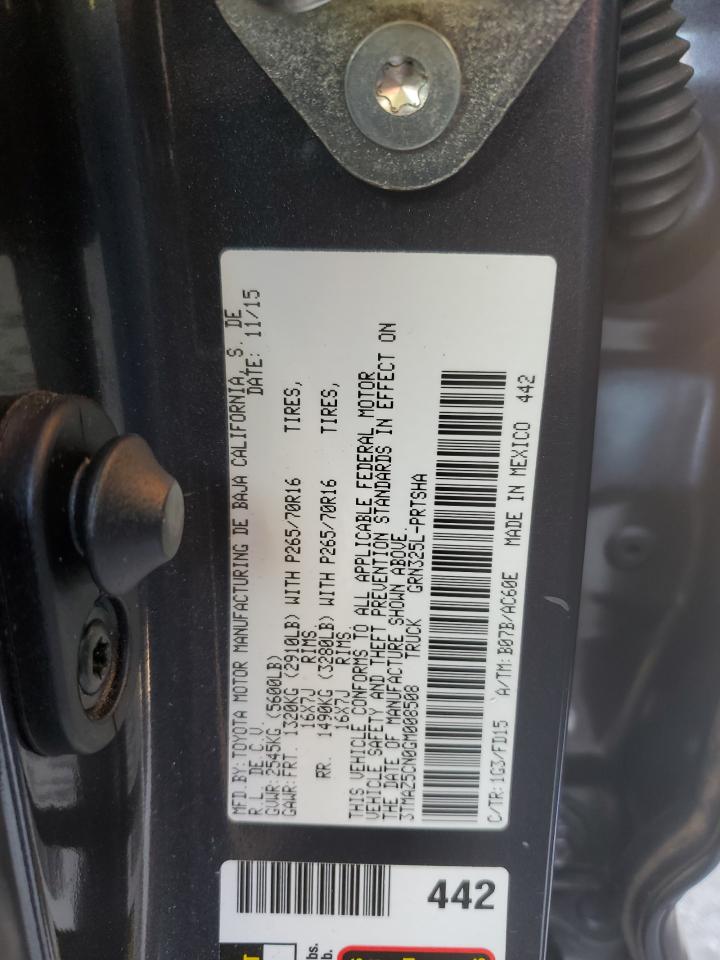 MFD.BY:TOYOTA MOTOR MANUFACTURING DE BAJA CALIFORNIA, S. DE
R.L. DE C.V. DATE: 11/15
GVWR:2545KG (5600LB)
GAWR:FRT. 1320KG (2910LB) WITH P265/70R16 TIRES,
16X7J RIMS
RR. 1490KG (3280LB) WITH P265/70R16 TIRES,
16X7J RIMS
THIS VEHICLE CONFORMS TO ALL APPLICABLE FEDERAL MOTOR
VEHICLE SAFETY AND THEFT PREVENTION STANDARDS IN EFFECT ON
THE DATE OF MANUFACTURE SHOWN ABOVE.
3TMAZ5CN0GM008508 TRUCK GRN325L-PRTSHA
C/TR:1G3/FD15 A/TM:B07B/AC60E MADE IN MEXICO 442
442